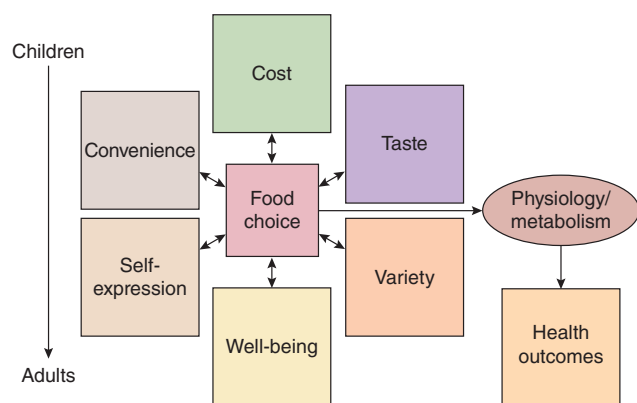 Children
Cost
Convenience
Taste
Food
choice
Physiology/
metabolism
Self-
expression
Variety
Well-being
Health
outcomes
Adults